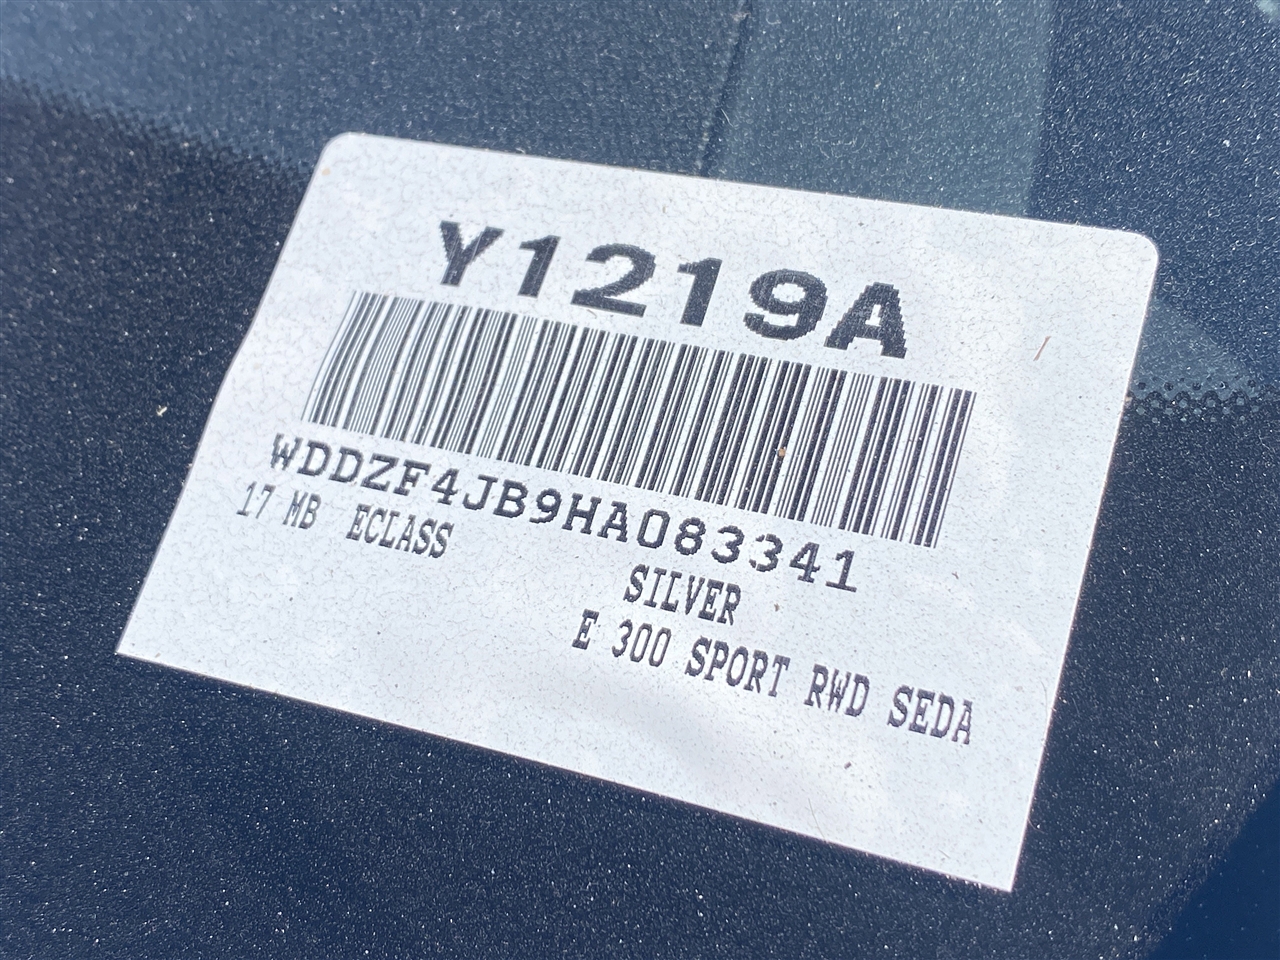 Y1219A
WDDZF4JB9HA083341
17 MB ECLASS
SILVER
E 300 SPORT RWD SEDA